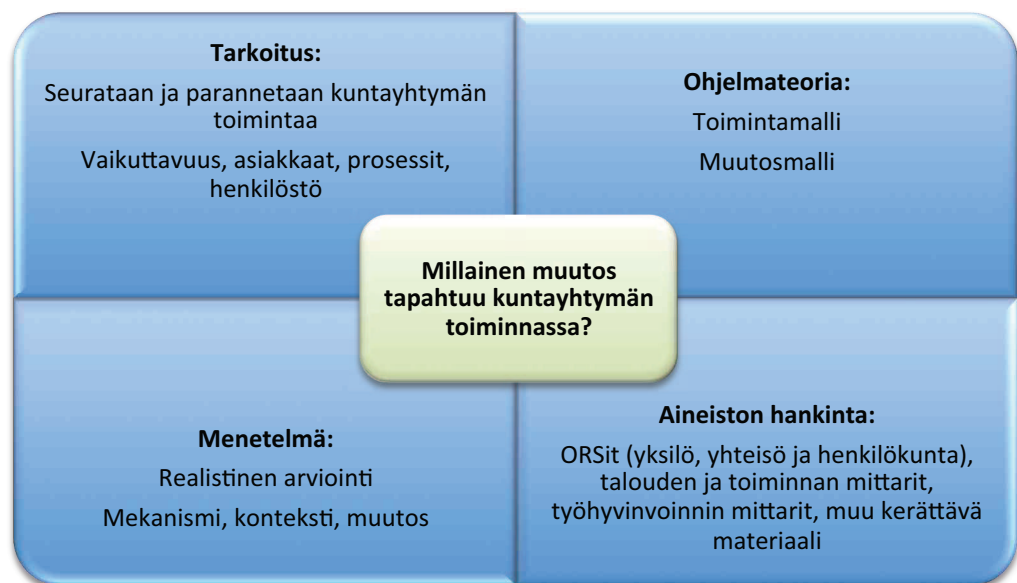 Tarkoitus:
Seurataan ja parannetaan kuntayhtymän
toimintaa
Vaikuttavuus, asiakkaat, prosessit,
henkilöstö
Ohjelmateoria:
Toimintamalli
Muutosmalli
Millainen muutos
tapahtuu kuntayhtymän
toiminnassa?
Menetelmä:
Realistinen arviointi
Mekanismi, konteksti, muutos
Aineiston hankinta:
ORSit (yksilö, yhteisö ja henkilökunta),
talouden ja toiminnan mittarit,
työhyvinvoinnin mittarit, muu kerättävä
materiaali